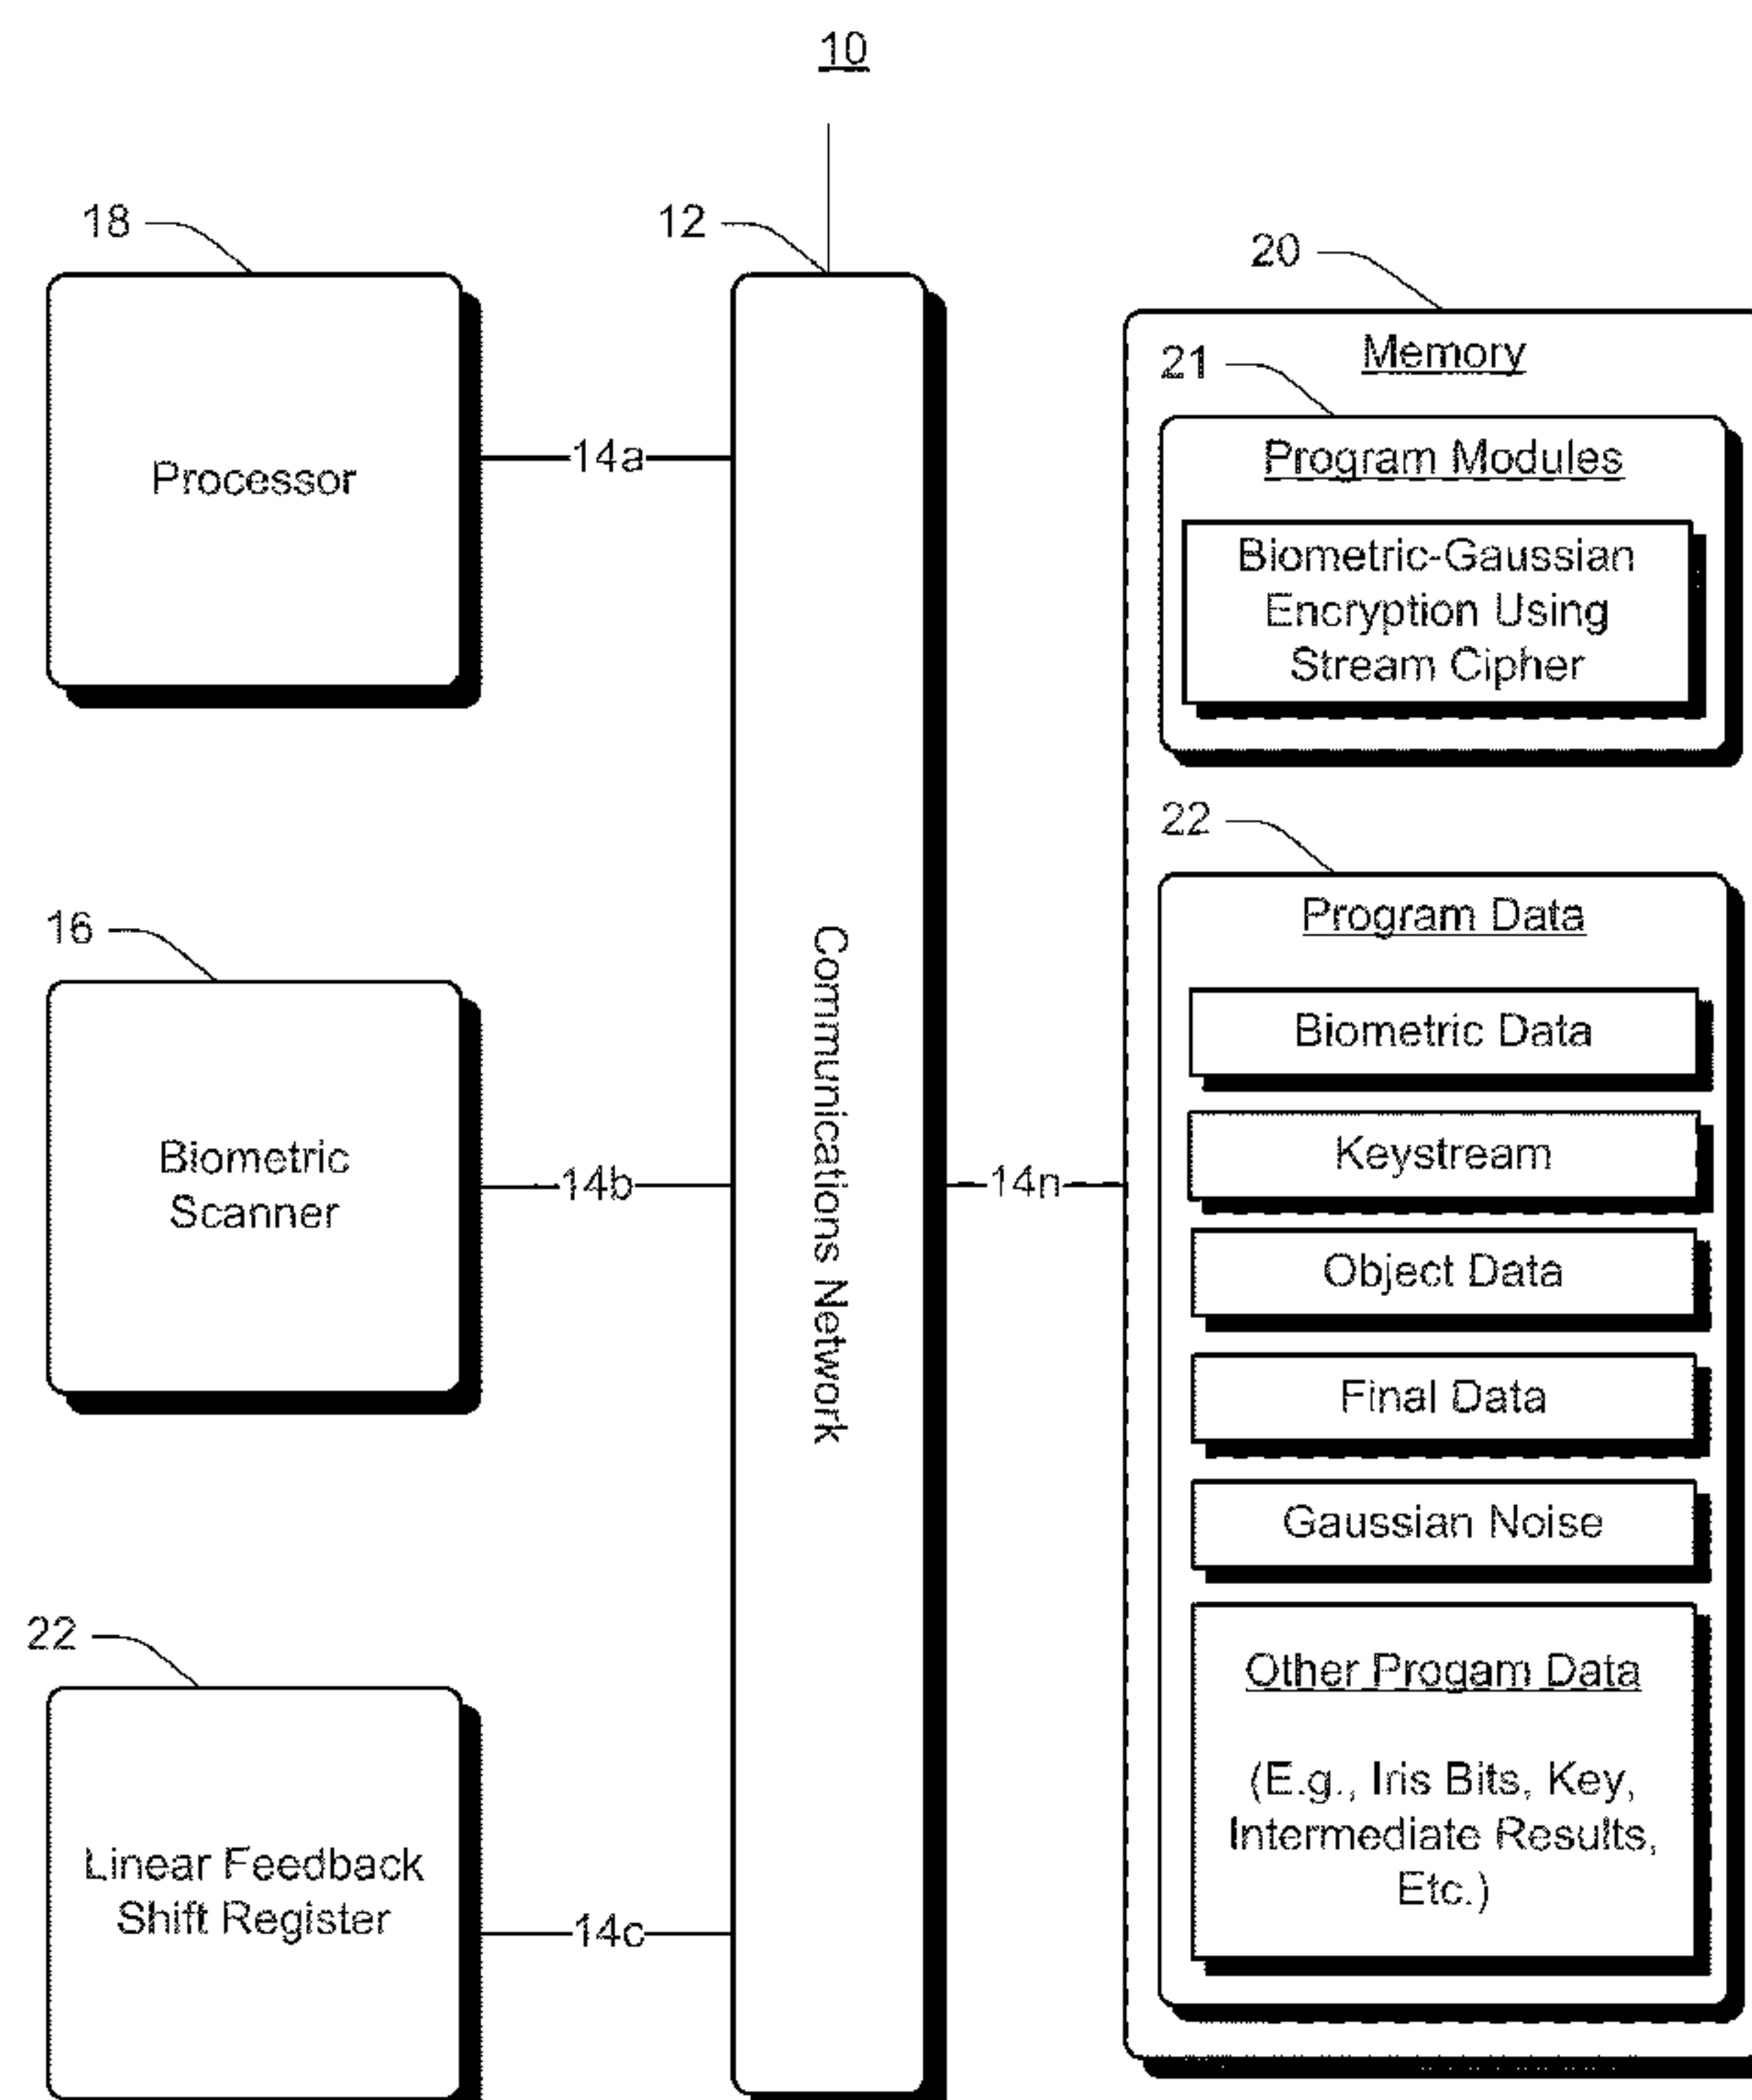 10
18
12
20
Processor
14a
Memory
21
Program Modules
Biometric-Gaussian
Encryption Using
Stream Cipher
16
Biometric
Scanner
14b
Communications Network
14n
22
Program Data
Biometric Data
Keystream
Object Data
Final Data
Gaussian Noise
Other Progam Data
(E.g., Iris Bits, Key,
Intermediate Results,
Etc.)
22
Linear Feedback
Shift Register
14c